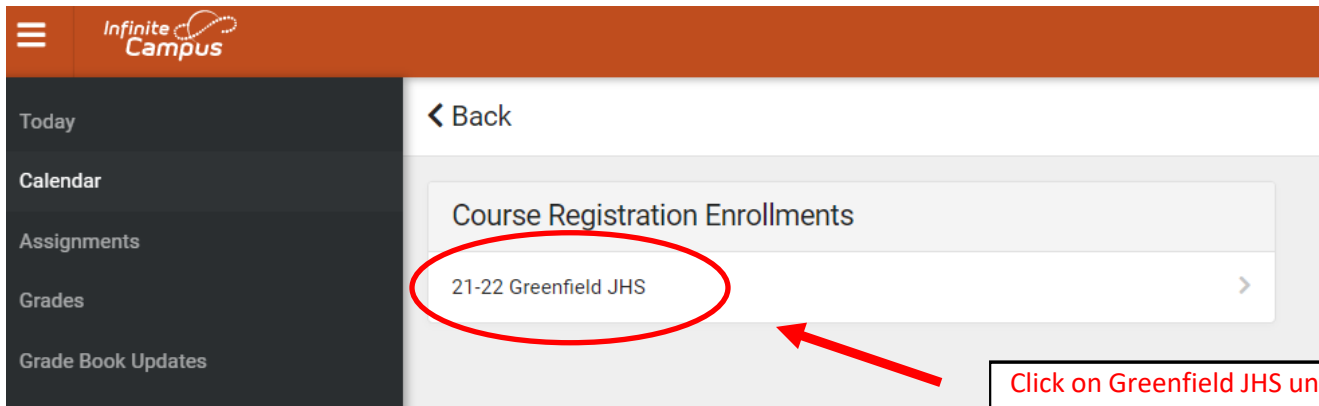 Infinite
Campus
Today
Calendar
Assignments
Grades
Grade Book Updates
Back
Course Registration Enrollments
21-22 Greenfield JHS
Click on Greenfield JHS un